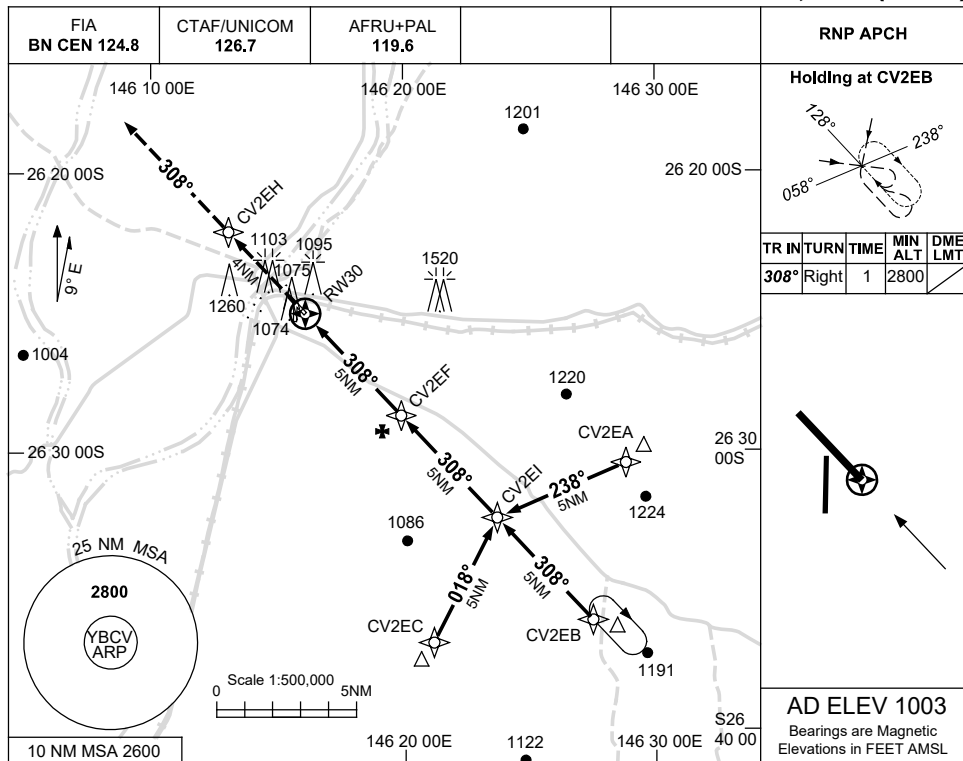 FIA
BN CEN 124.8
CTAF/UNICOM
126.7
AFRU+PAL
119.6
RNP APCH
146 10 00E
146 20 00E
146 30 00E
1201
26 20 00S
26 20 00S
308°
CV2EH
9° E
1103
1095
1075
4NM
RW30
1520
1260
1074
1004
308°
5NM
CV2EF
1220
CV2EA
26 30 00S
26 30
00S
308°
5NM
CV2EI
238°
5NM
1224
1086
25 NM MSA
2800
YBCV
ARP
018°
5NM
308°
5NM
CV2EC
CV2EB
1191
Scale 1:500,000
0
5NM
S26
40 00
10 NM MSA 2600
146 20 00E
1122
146 30 00E
Holding at CV2EB
128°
238°
058°
TR IN TURN TIME MIN ALT DME LMT
308° Right 1 2800
AD ELEV 1003
Bearings are Magnetic
Elevations in FEET AMSL